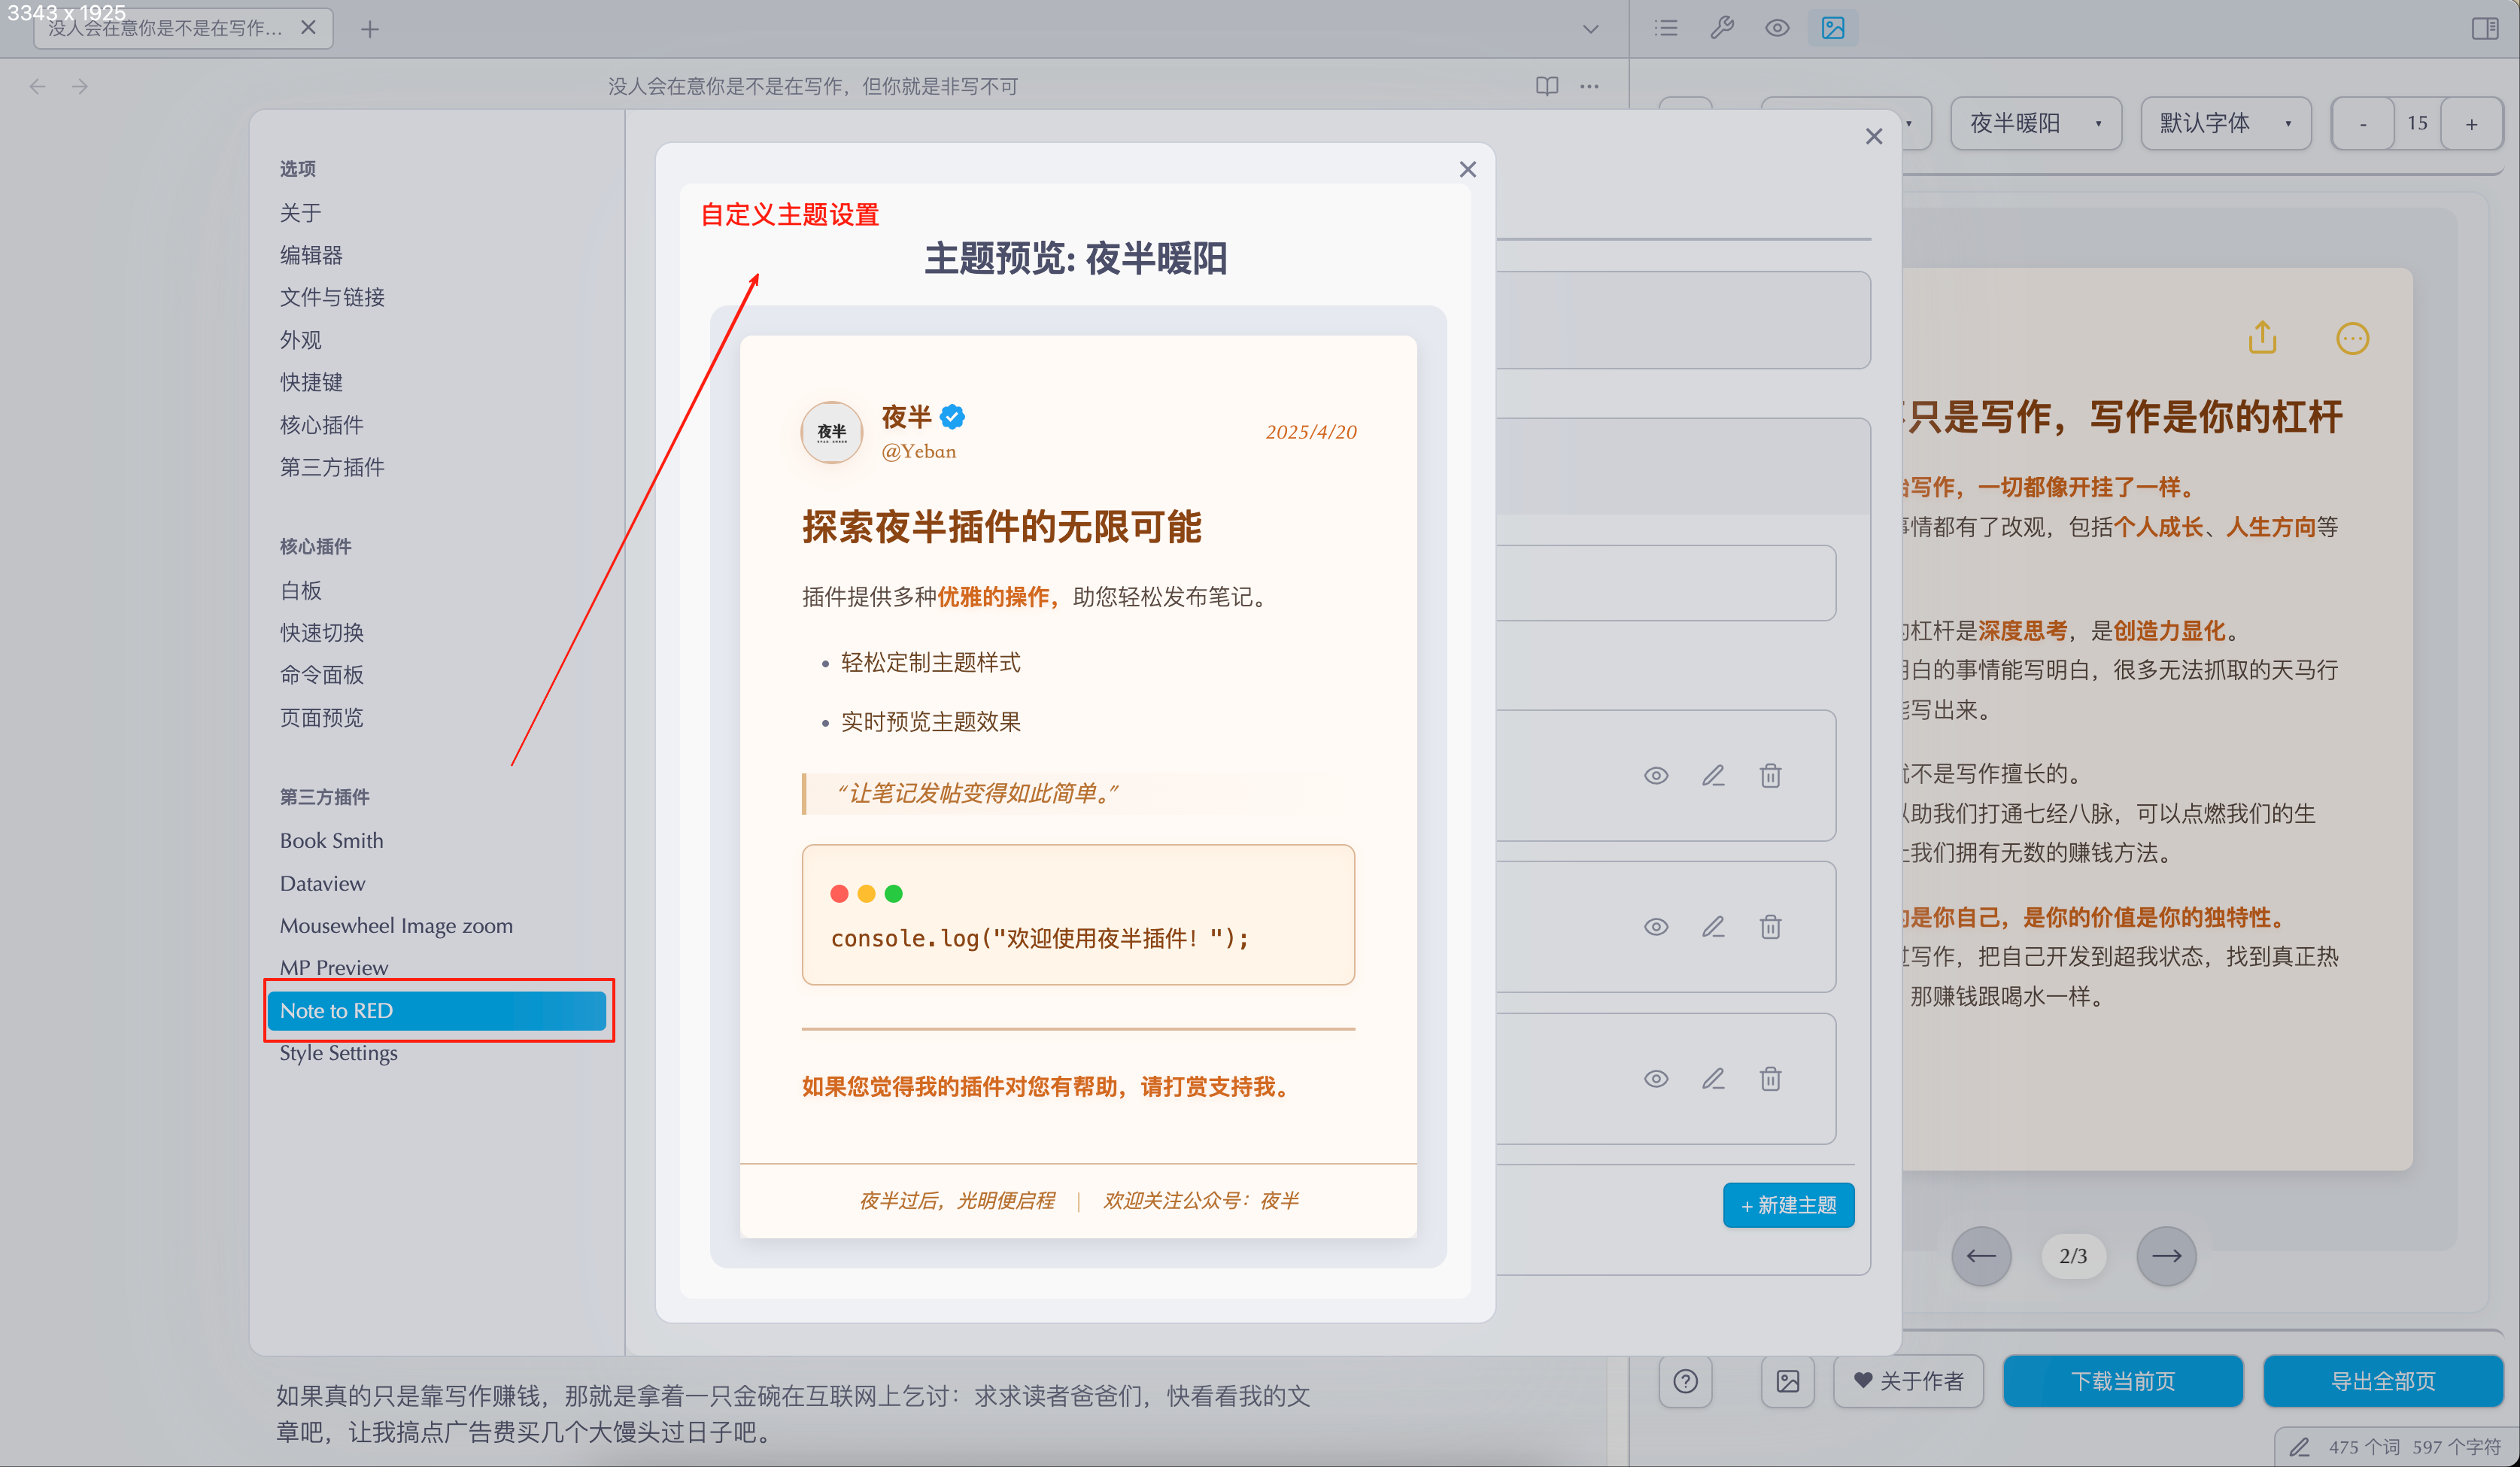 3343 x 1925
没人会在意你是不是在写作...
没人会在意你是不是在写作，但你就是非写不可
夜半暖阳
默认字体
- 15 +
选项
关于
编辑器
文件与链接
外观
快捷键
核心插件
第三方插件
核心插件
白板
快速切换
命令面板
页面预览
第三方插件
Book Smith
Dataview
Mousewheel Image zoom
MP Preview
Note to RED
Style Settings
自定义主题设置
主题预览: 夜半暖阳
夜半
夜半
@Yeban
2025/4/20
探索夜半插件的无限可能
插件提供多种优雅的操作，助您轻松发布笔记。
• 轻松定制主题样式
• 实时预览主题效果
“让笔记发帖变得如此简单。”
console.log("欢迎使用夜半插件！");
如果您觉得我的插件对您有帮助，请打赏支持我。
夜半过后，光明便启程 | 欢迎关注公众号：夜半
+ 新建主题
只是写作，写作是你的杠杆
写作，一切都像开挂了一样。
情都有了改观，包括个人成长、人生方向等
杠杆是深度思考，是创造力显化。
白的事情能写明白，很多无法抓取的天马行
写出来。
不是写作擅长的。
助我们打通七经八脉，可以点燃我们的生
我们拥有无数的赚钱方法。
是你自己，是你的价值是你的独特性。
写作，把自己开发到超我状态，找到真正热
那赚钱跟喝水一样。
2/3
关于作者
下载当前页
导出全部页
如果真的只是靠写作赚钱，那就是拿着一只金碗在互联网上乞讨：求求读者爸爸们，快看看我的文
章吧，让我搞点广告费买几个大馒头过日子吧。
475 个词 597 个字符